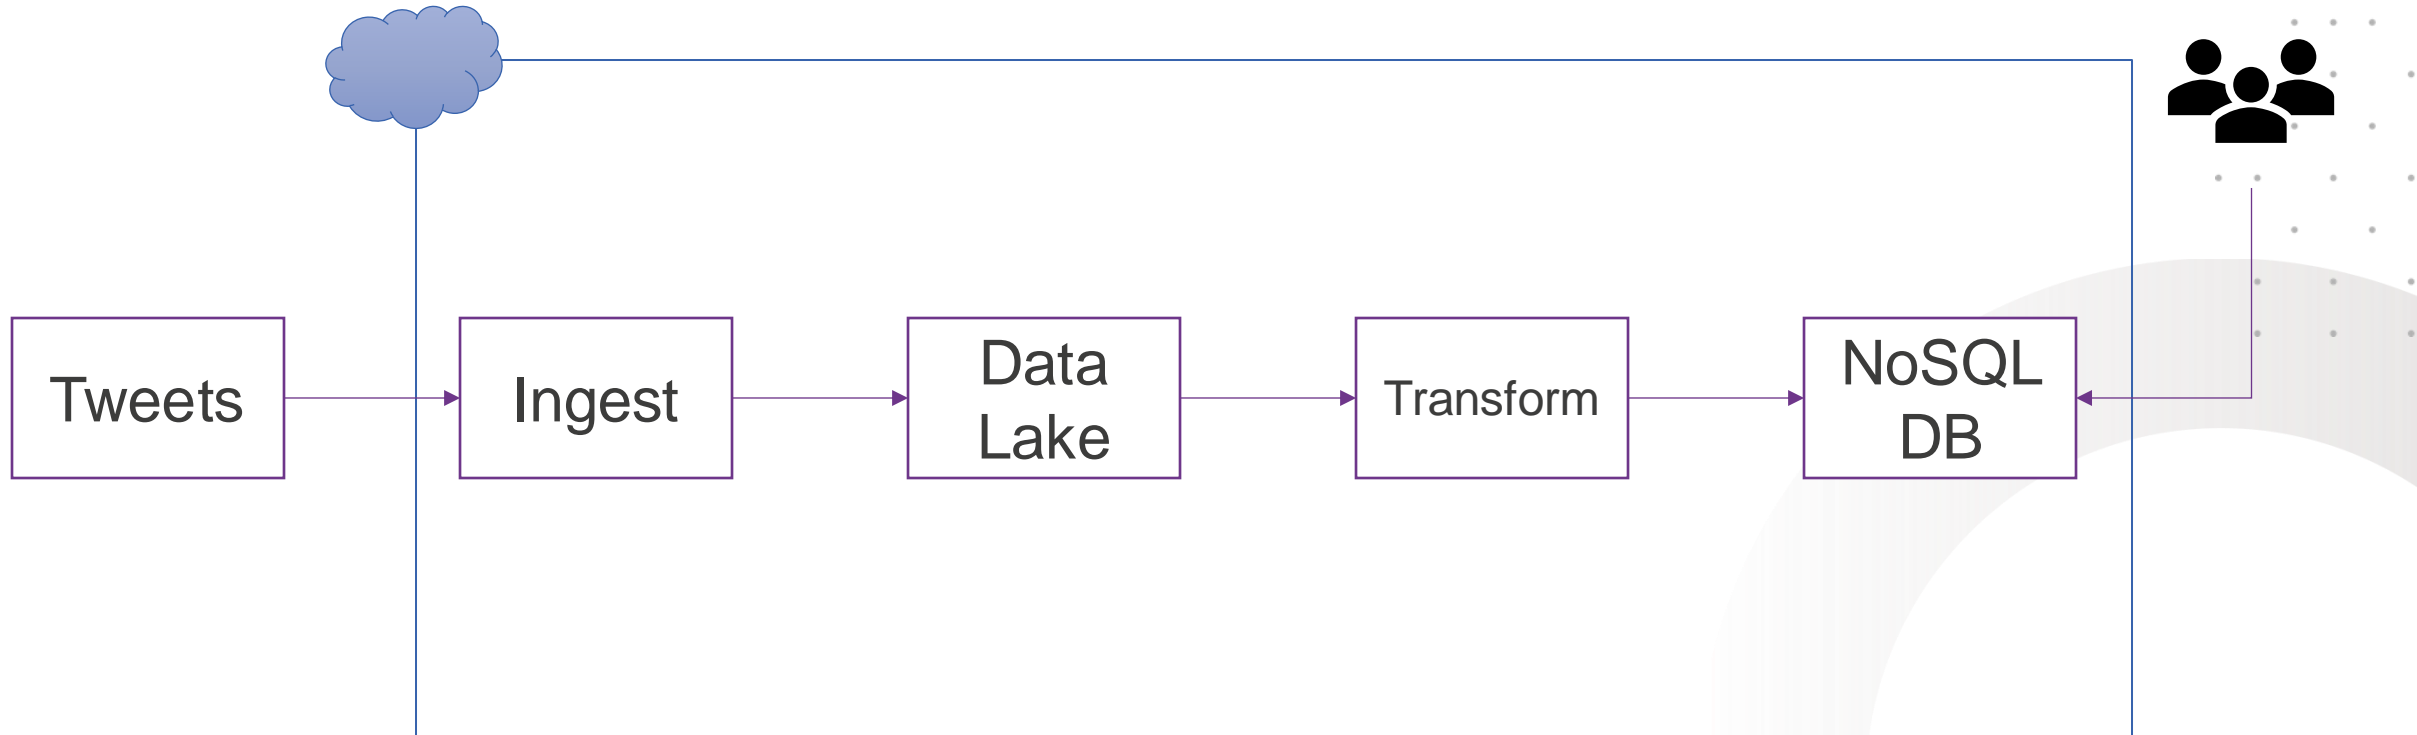 Tweets
Ingest
Data
Lake
Transform
NoSQL
DB